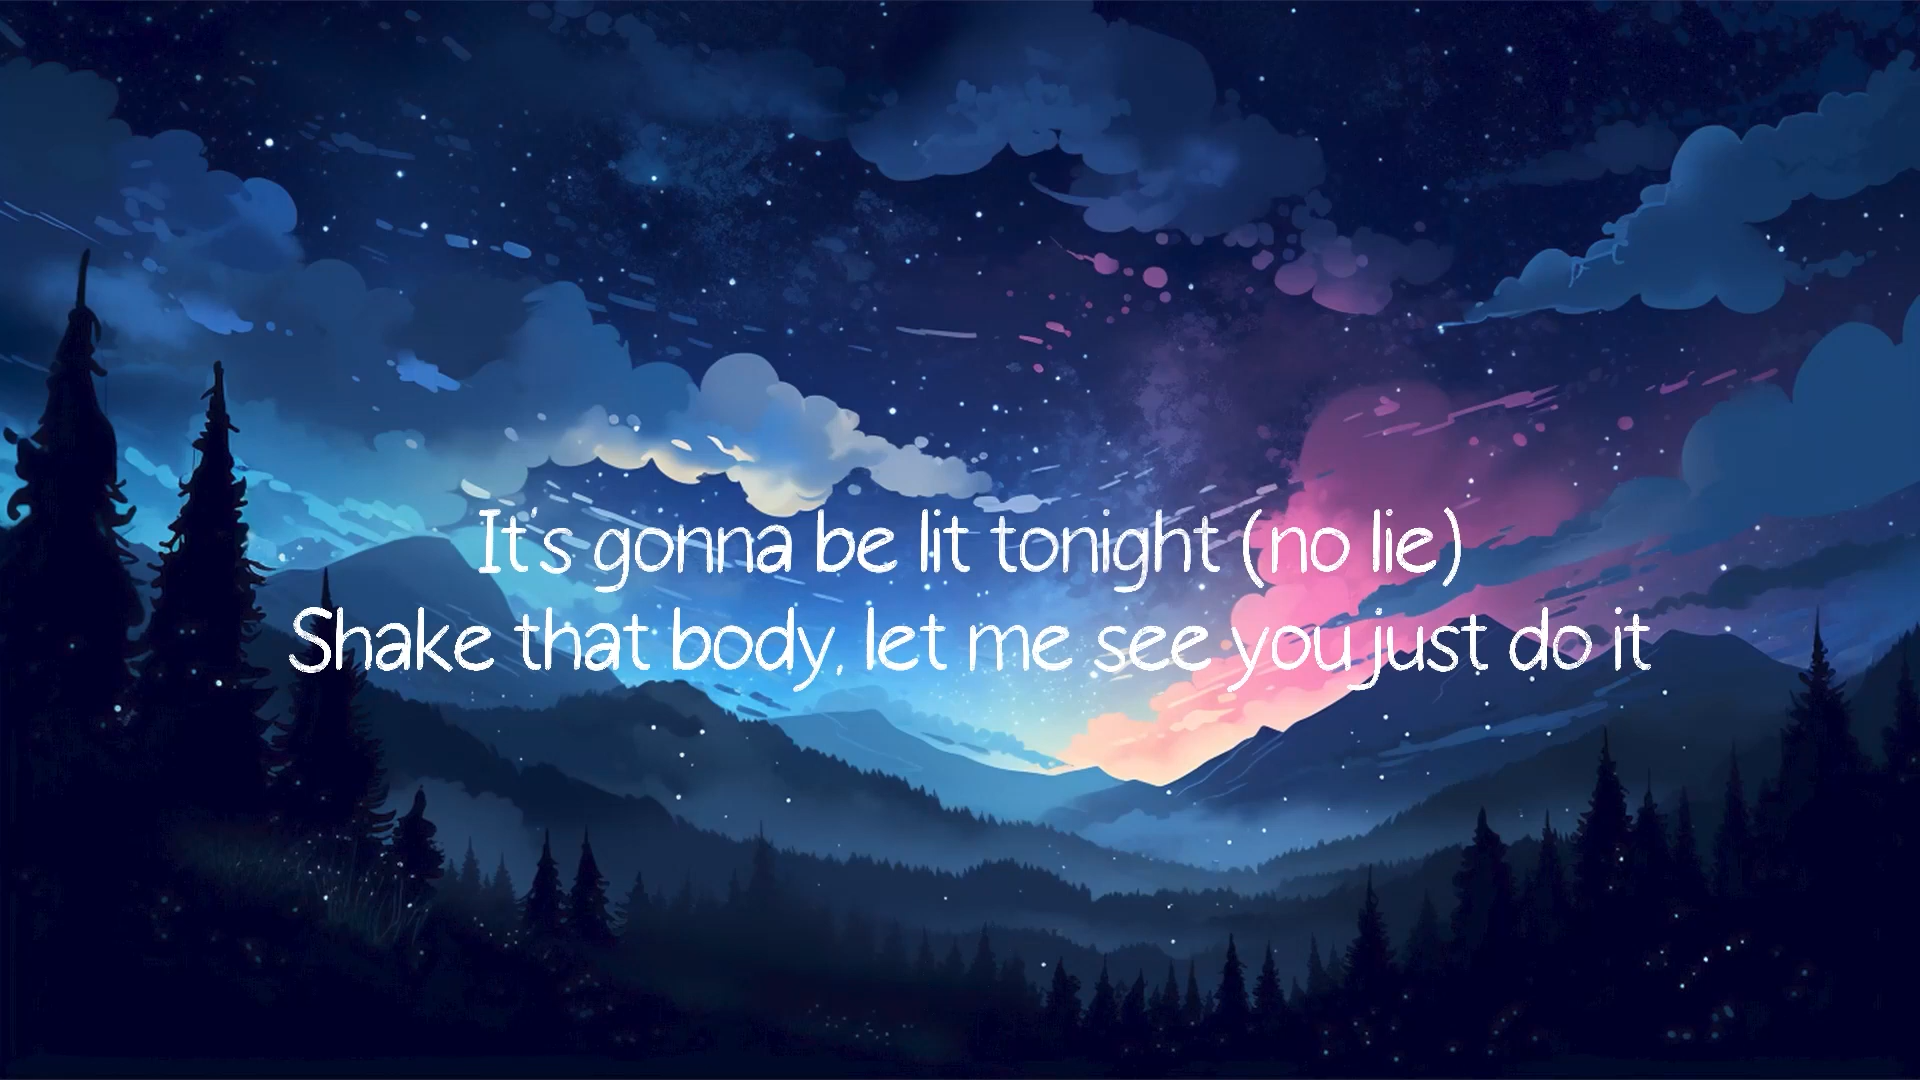 It's gonna be lit tonight (no lie)
Shake that body, let me see you just do it